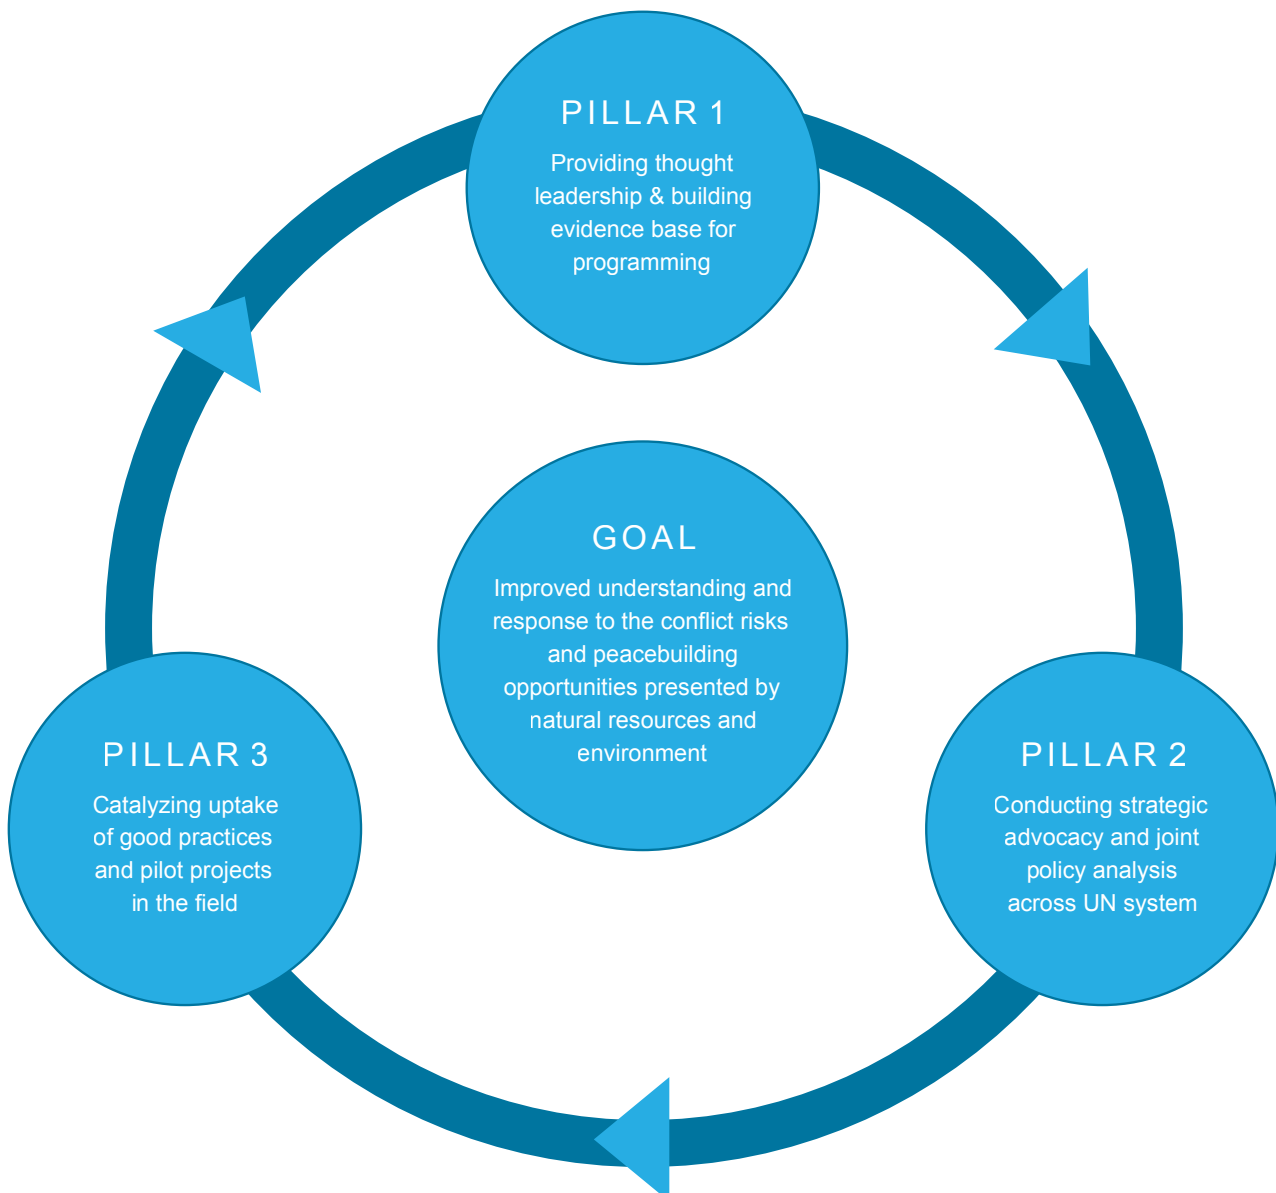 PILLAR 1
Providing thought
leadership & building
evidence base for
programming
GOAL
Improved understanding and
response to the conflict risks
and peacebuilding
opportunities presented by
natural resources and
environment
PILLAR 3
Catalyzing uptake
of good practices
and pilot projects
in the field
PILLAR 2
Conducting strategic
advocacy and joint
policy analysis
across UN system